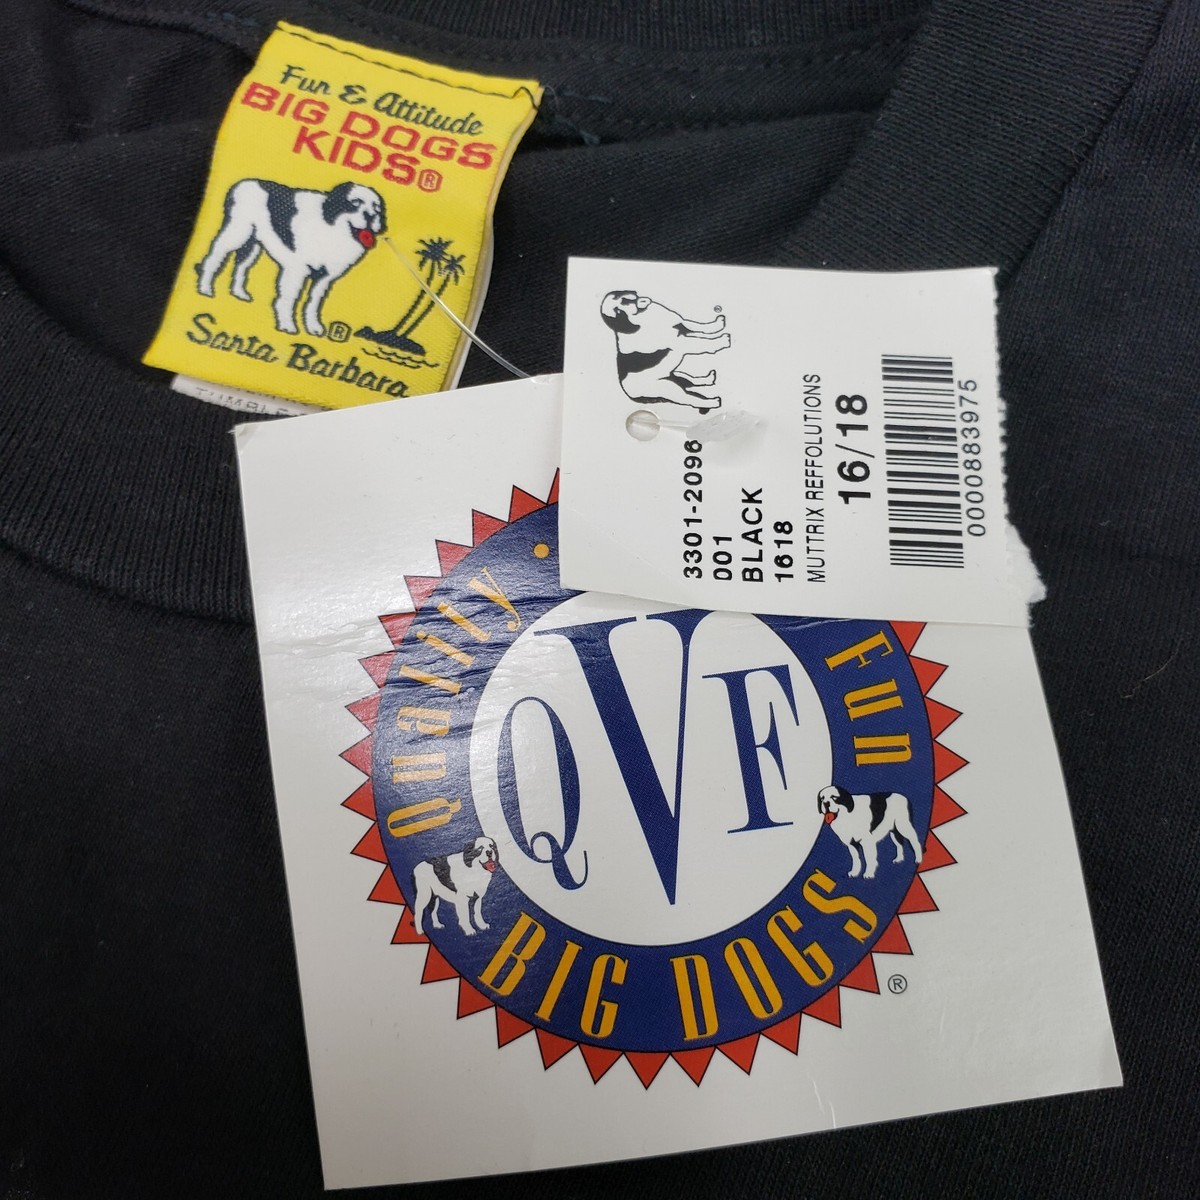 Fun & Attitude
BIG DOGS
KIDS®
®
Santa Barbara
®
3301-2096
001
BLACK
1618
MUTTRIX REFFOLUTIONS
16/18
0000883975
Quality •
Fun
QVF
BIG DOGS
®